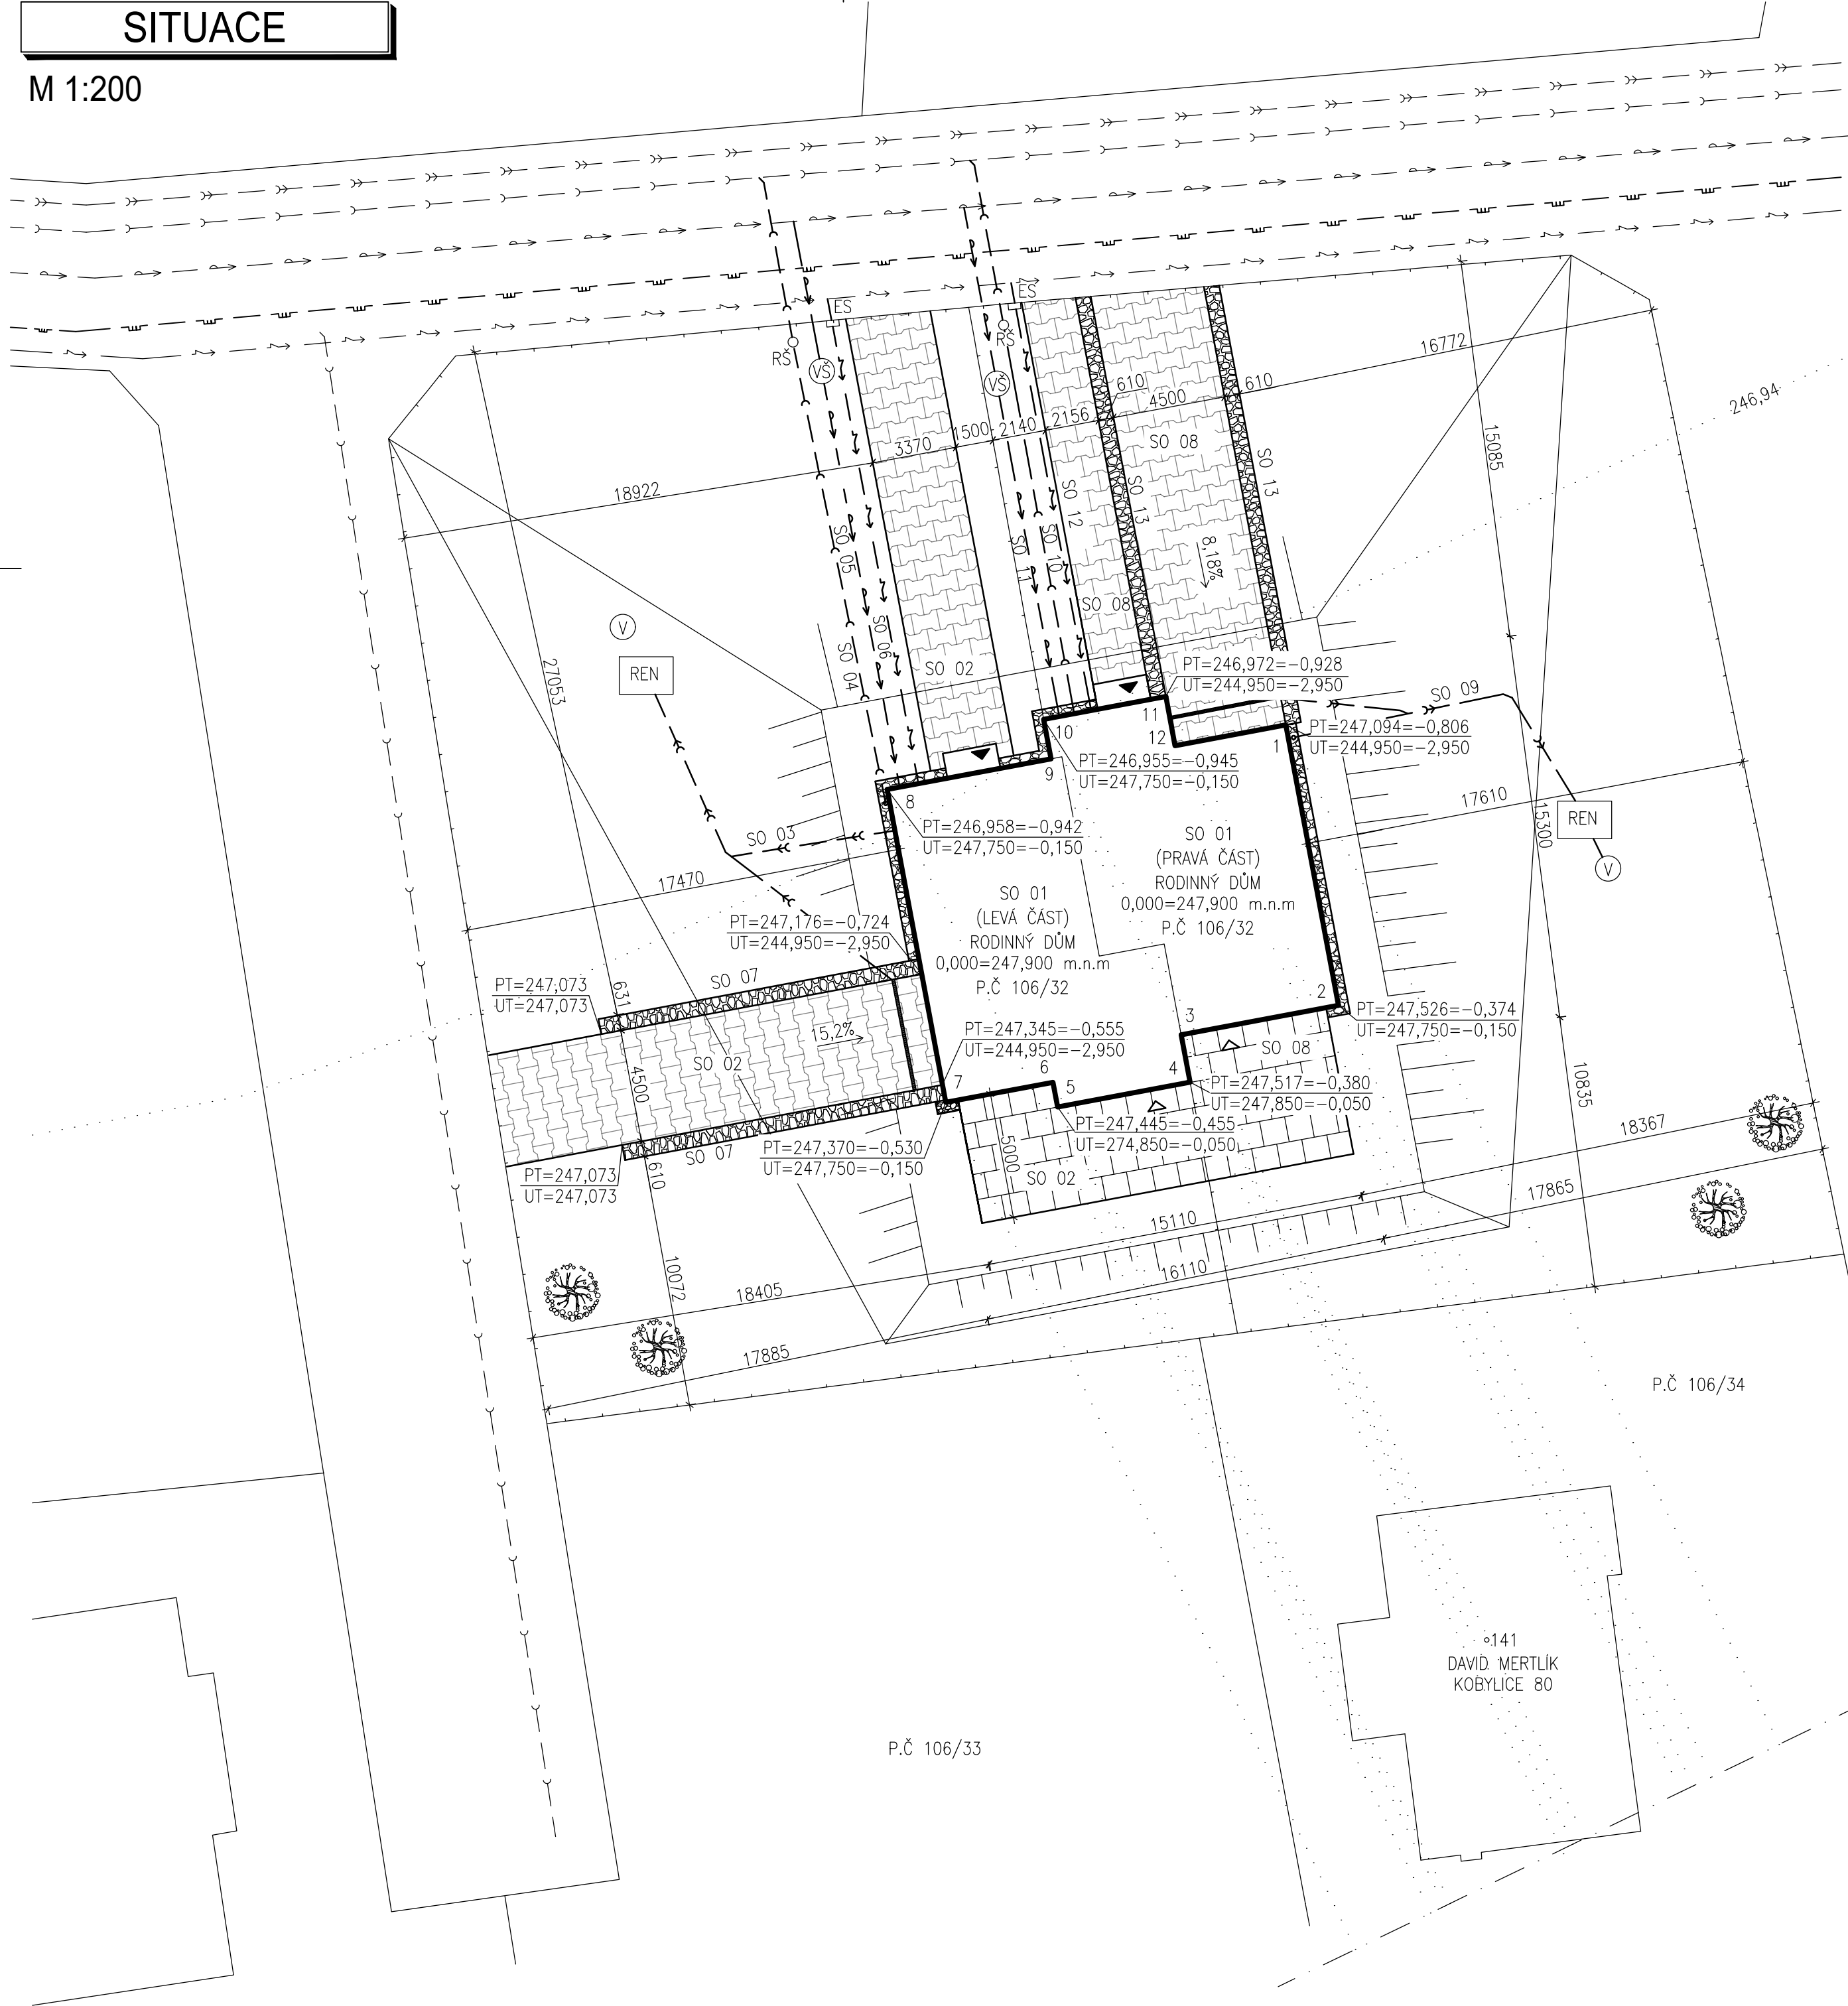 SITUACE
M 1:200
ES
ES
RŠ
RŠ
VŠ
VŠ
16772
610
610
4500
2156
2140
1500
3370
18922
246,94
15085
SO 08
SO 13
SO 13
SO 12
SO 10
SO 11
SO 05
SO 06
SO 04
8,18%
SO 08
V
REN
27053
SO 02
PT=246,972=-0,928
UT=244,950=-2,950
SO 09
11
10
12
1
PT=247,094=-0,806
UT=244,950=-2,950
9
PT=246,955=-0,945
UT=247,750=-0,150
8
17610
15300
REN
V
PT=246,958=-0,942
UT=247,750=-0,150
SO 03
17470
SO 01
(PRAVÁ ČÁST)
RODINNÝ DŮM
0,000=247,900 m.n.m
P.Č 106/32
SO 01
(LEVÁ ČÁST)
RODINNÝ DŮM
0,000=247,900 m.n.m
P.Č 106/32
PT=247,176=-0,724
UT=244,950=-2,950
SO 07
631
PT=247,073
UT=247,073
2
3
PT=247,526=-0,374
UT=247,750=-0,150
15,2%
SO 02
4500
PT=247,345=-0,555
UT=244,950=-2,950
SO 08
6
4
7
5
PT=247,517=-0,380
UT=247,850=-0,050
10835
PT=247,445=-0,455
UT=274,850=-0,050
18367
5000
SO 02
PT=247,370=-0,530
UT=247,750=-0,150
SO 07
610
PT=247,073
UT=247,073
17865
15110
16110
10072
18405
17885
P.Č 106/34
141
DAVID MERTLÍK
KOBYLICE 80
P.Č 106/33